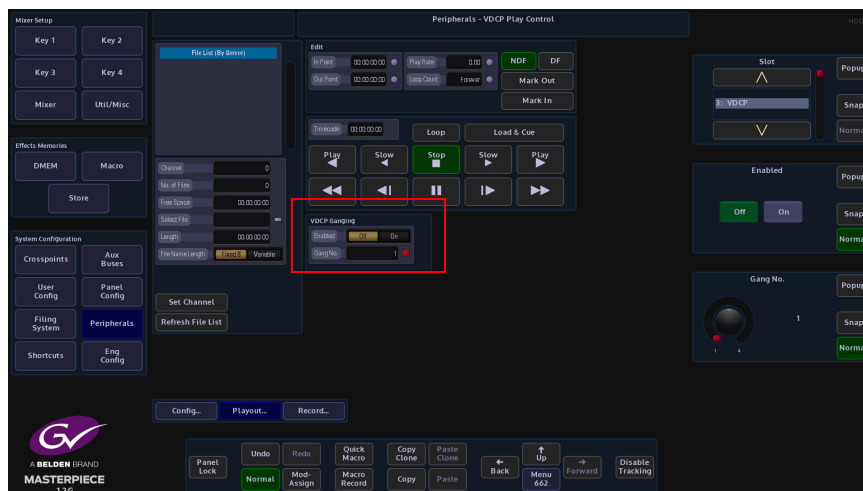 Mixer Setup
Key 1
Key 2
Key 3
Key 4
Mixer
Util/Misc
Effects Memories
DMEM
Macro
Store
System Configuration
Crosspoints
Aux
Buses
User
Config
Panel
Config
Filing
System
Peripherals
Shortcuts
Eng
Config
GV
A BELDEN BRAND
MASTERPIECE
12G
Peripherals - VDCP Play Control
HDD
File List (By Server)
Channel 0
No. of Files 0
Free Space 00:00:00:00
Select File
Length 00:00:00:00
File Name Length Fixed 8 Variable
Set Channel
Refresh File List
Edit
In Point 00:00:00:00 Play Rate 0.00 NDF DF
Out Point 00:00:00:00 Loop Count Forever Mark Out
Mark In
Timecode 00:00:00:00 Loop Load & Cue
Play Slow Stop Slow Play
VDCP Ganging
Enabled Off On
Gang No. 1
Slot
3: VDCP
Popup
Snap
Norma
Enabled
Off On
Popup
Snap
Norma
Gang No.
1
1 4
Popup
Snap
Norma
Config... Playout... Record...
Panel
Lock
Undo Redo
Normal
Mod-
Assign
Quick
Macro
Macro
Record
Copy
Clone
Paste
Clone
Copy Paste
Back
Up
Menu
662
Forward
Disable
Tracking